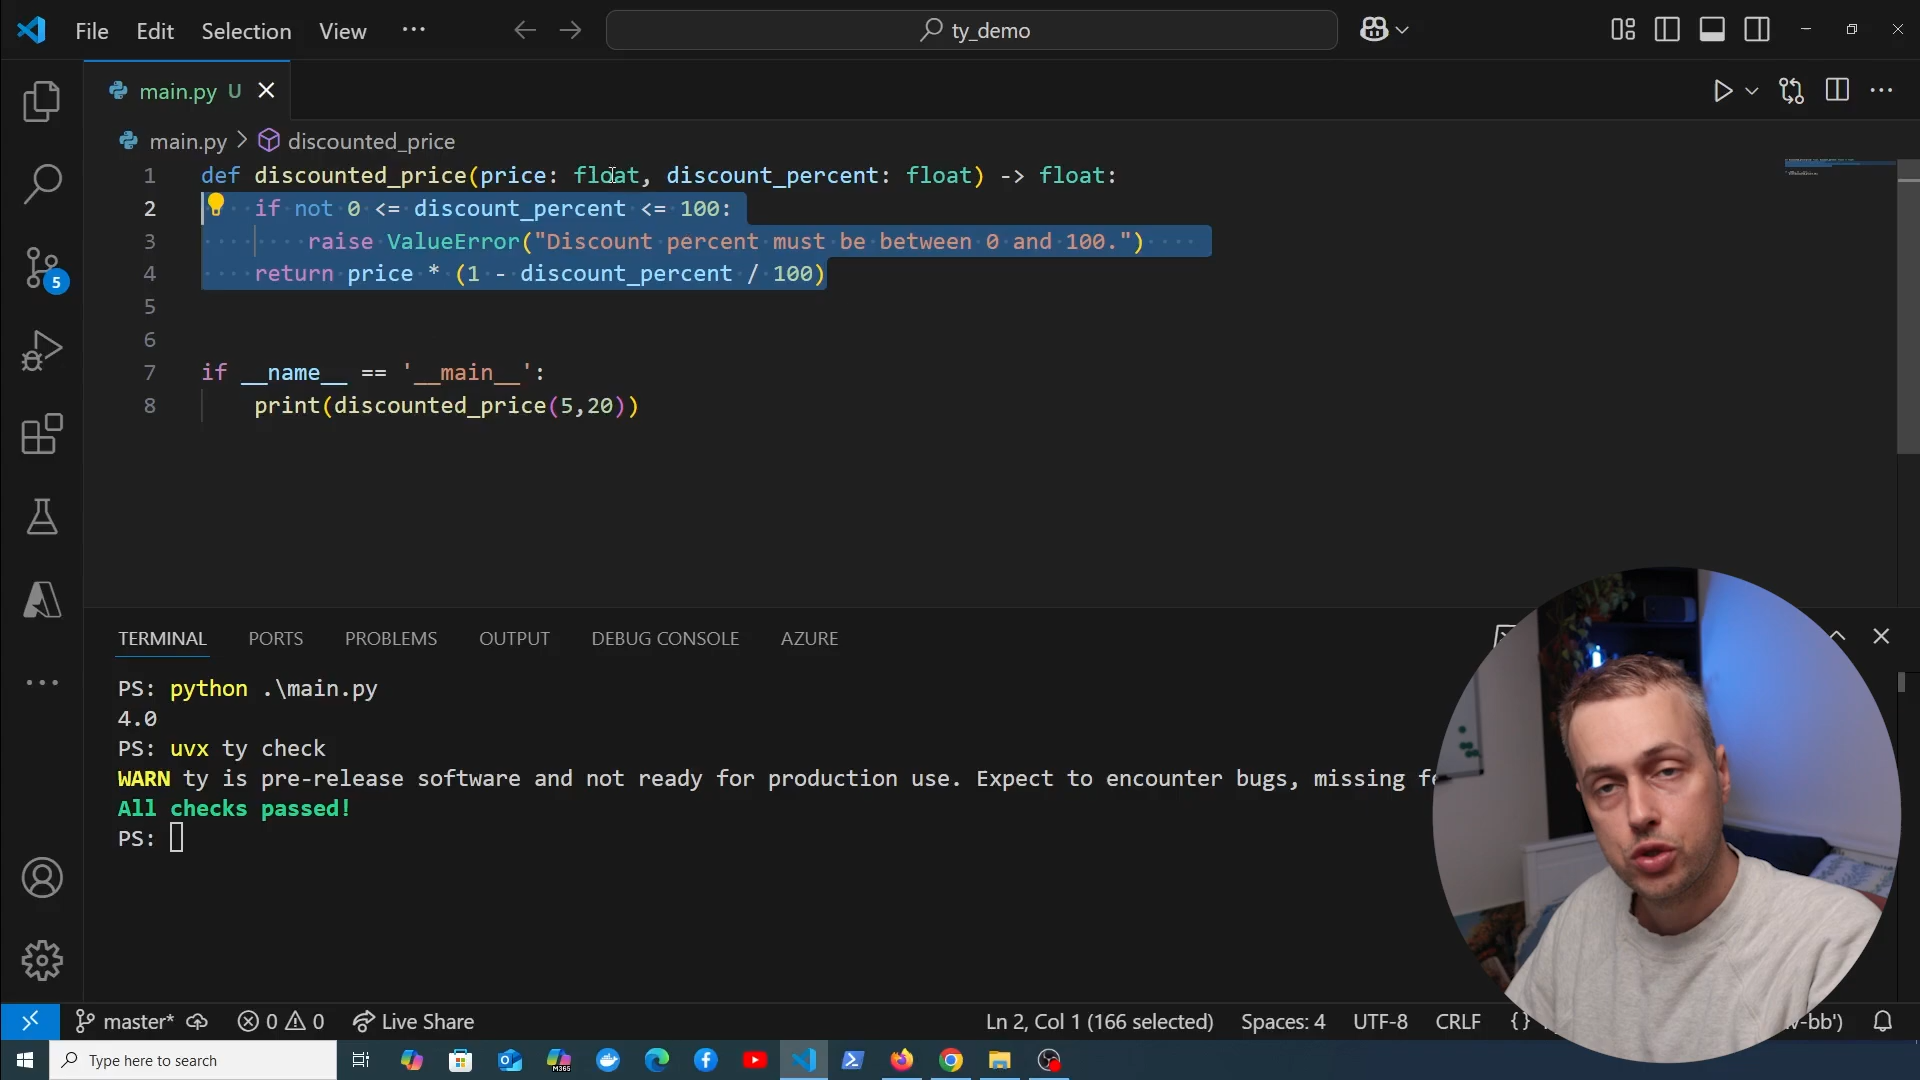 File Edit Selection View ···
ty_demo
main.py U
main.py > discounted_price
1 def discounted_price(price: float, discount_percent: float) -> float:
2 if not 0 <= discount_percent <= 100:
3 raise ValueError("Discount percent must be between 0 and 100.")
4 return price * (1 - discount_percent / 100)
5
6
7 if __name__ == '__main__':
8 print(discounted_price(5,20))
5
TERMINAL PORTS PROBLEMS OUTPUT DEBUG CONSOLE AZURE
PS: python .\main.py
4.0
PS: uvx ty check
WARN ty is pre-release software and not ready for production use. Expect to encounter bugs, missing
All checks passed!
PS:
master* 0 0 Live Share Ln 2, Col 1 (166 selected) Spaces: 4 UTF-8 CRLF {} v-bb')
Type here to search
M365